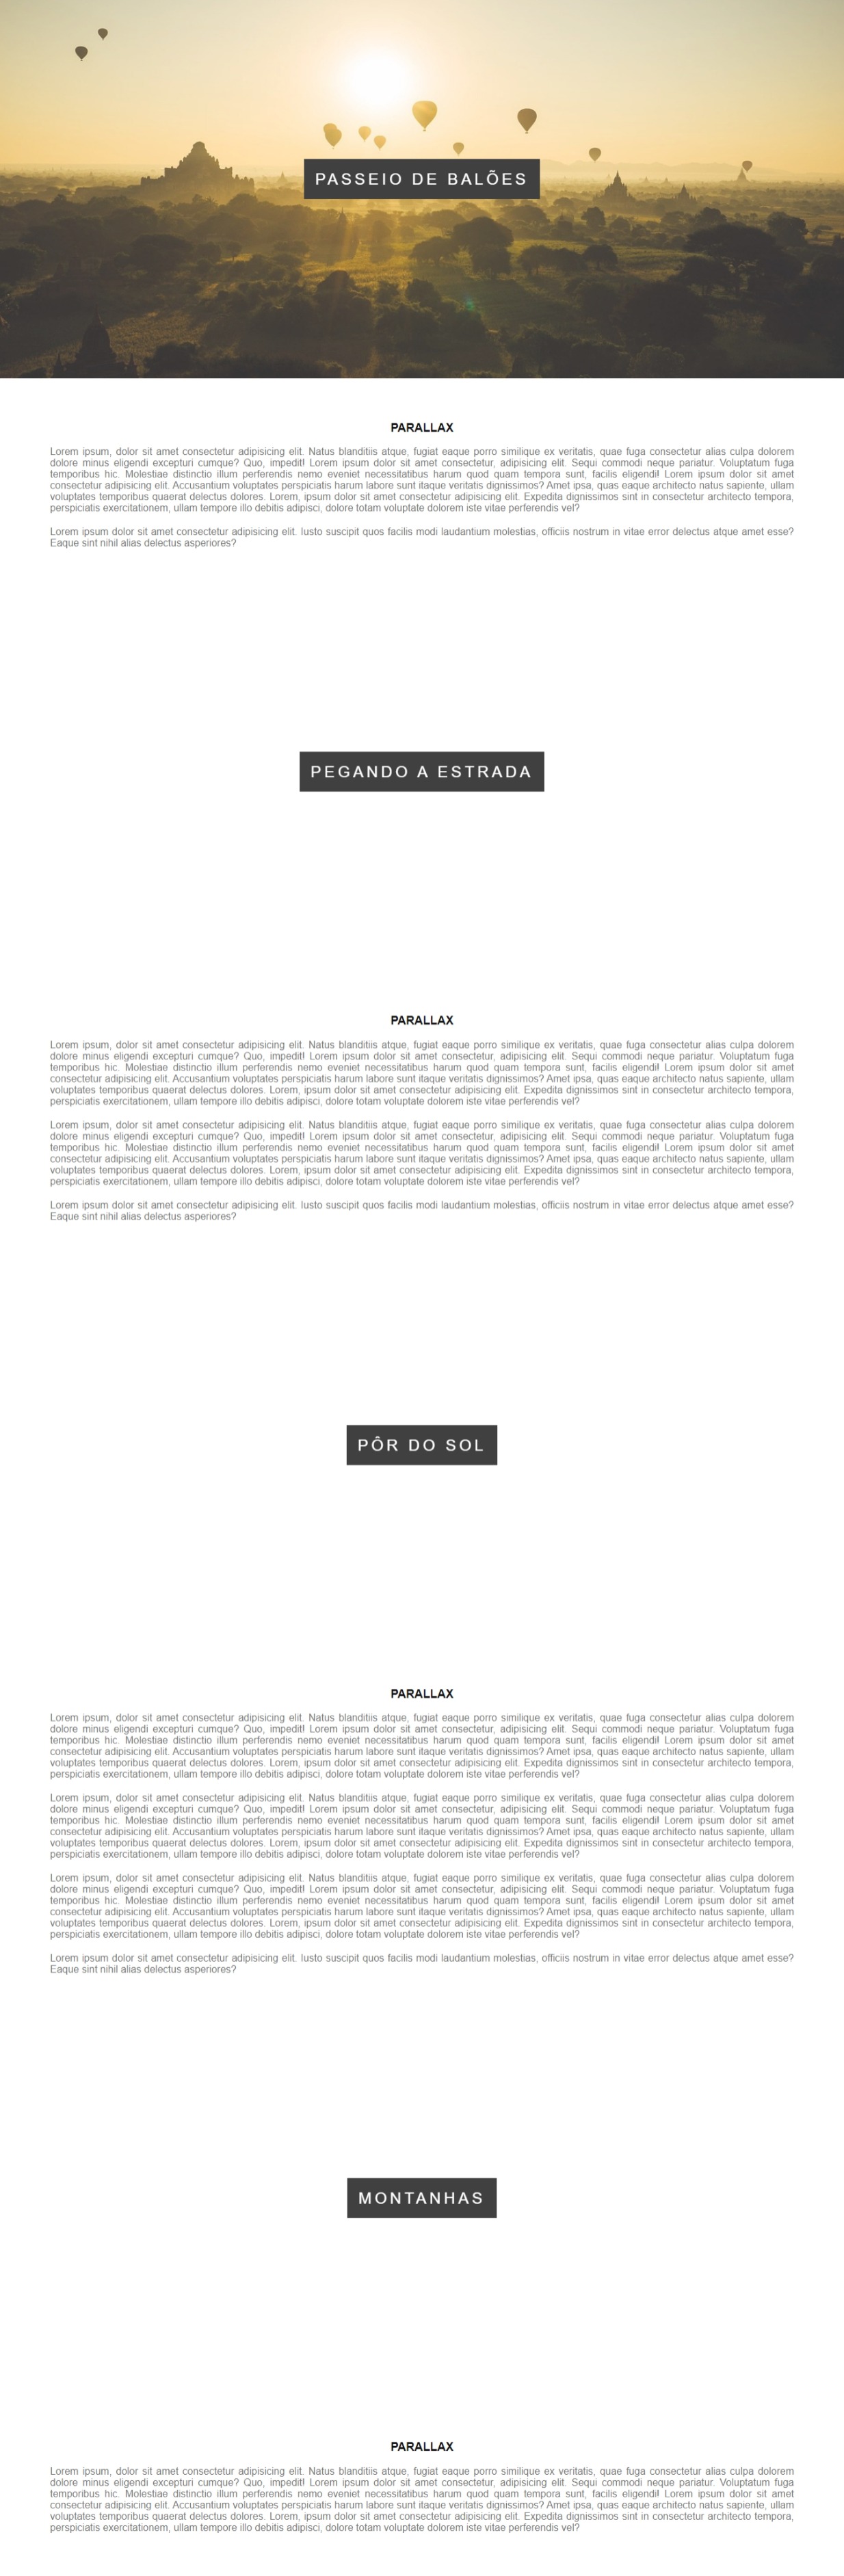 PASSEIO DE BALÕES
PARALLAX
Lorem ipsum, dolor sit amet consectetur adipisicing elit. Natus blanditiis atque, fugiat eaque porro similique ex veritatis, quae fuga consectetur alias culpa dolorem
dolore minus eligendi excepturi cumque? Quo, impedit! Lorem ipsum dolor sit amet consectetur, adipisicing elit. Sequi commodi neque pariatur. Voluptatum fuga
temporibus hic. Molestiae distinctio illum perferendis nemo eveniet necessitatibus harum quod quam tempora sunt, facilis eligendi! Lorem ipsum dolor sit amet
consectetur adipisicing elit. Accusantium voluptates perspiciatis harum labore sunt itaque veritatis dignissimos? Amet ipsa, quas eaque architecto natus sapiente, ullam
voluptates temporibus quaerat delectus dolores. Lorem, ipsum dolor sit amet consectetur adipisicing elit. Expedita dignissimos sint in consectetur architecto tempora,
perspiciatis exercitationem, ullam tempore illo debitis adipisci, dolore totam voluptate dolorem iste vitae perferendis vel?
Lorem ipsum dolor sit amet consectetur adipisicing elit. Iusto suscipit quos facilis modi laudantium molestias, officiis nostrum in vitae error delectus atque amet esse?
Eaque sint nihil alias delectus asperiores?
PEGANDO A ESTRADA
PARALLAX
Lorem ipsum, dolor sit amet consectetur adipisicing elit. Natus blanditiis atque, fugiat eaque porro similique ex veritatis, quae fuga consectetur alias culpa dolorem
dolore minus eligendi excepturi cumque? Quo, impedit! Lorem ipsum dolor sit amet consectetur, adipisicing elit. Sequi commodi neque pariatur. Voluptatum fuga
temporibus hic. Molestiae distinctio illum perferendis nemo eveniet necessitatibus harum quod quam tempora sunt, facilis eligendi! Lorem ipsum dolor sit amet
consectetur adipisicing elit. Accusantium voluptates perspiciatis harum labore sunt itaque veritatis dignissimos? Amet ipsa, quas eaque architecto natus sapiente, ullam
voluptates temporibus quaerat delectus dolores. Lorem, ipsum dolor sit amet consectetur adipisicing elit. Expedita dignissimos sint in consectetur architecto tempora,
perspiciatis exercitationem, ullam tempore illo debitis adipisci, dolore totam voluptate dolorem iste vitae perferendis vel?
Lorem ipsum, dolor sit amet consectetur adipisicing elit. Natus blanditiis atque, fugiat eaque porro similique ex veritatis, quae fuga consectetur alias culpa dolorem
dolore minus eligendi excepturi cumque? Quo, impedit! Lorem ipsum dolor sit amet consectetur, adipisicing elit. Sequi commodi neque pariatur. Voluptatum fuga
temporibus hic. Molestiae distinctio illum perferendis nemo eveniet necessitatibus harum quod quam tempora sunt, facilis eligendi! Lorem ipsum dolor sit amet
consectetur adipisicing elit. Accusantium voluptates perspiciatis harum labore sunt itaque veritatis dignissimos? Amet ipsa, quas eaque architecto natus sapiente, ullam
voluptates temporibus quaerat delectus dolores. Lorem, ipsum dolor sit amet consectetur adipisicing elit. Expedita dignissimos sint in consectetur architecto tempora,
perspiciatis exercitationem, ullam tempore illo debitis adipisci, dolore totam voluptate dolorem iste vitae perferendis vel?
Lorem ipsum dolor sit amet consectetur adipisicing elit. Iusto suscipit quos facilis modi laudantium molestias, officiis nostrum in vitae error delectus atque amet esse?
Eaque sint nihil alias delectus asperiores?
PÔR DO SOL
PARALLAX
Lorem ipsum, dolor sit amet consectetur adipisicing elit. Natus blanditiis atque, fugiat eaque porro similique ex veritatis, quae fuga consectetur alias culpa dolorem
dolore minus eligendi excepturi cumque? Quo, impedit! Lorem ipsum dolor sit amet consectetur, adipisicing elit. Sequi commodi neque pariatur. Voluptatum fuga
temporibus hic. Molestiae distinctio illum perferendis nemo eveniet necessitatibus harum quod quam tempora sunt, facilis eligendi! Lorem ipsum dolor sit amet
consectetur adipisicing elit. Accusantium voluptates perspiciatis harum labore sunt itaque veritatis dignissimos? Amet ipsa, quas eaque architecto natus sapiente, ullam
voluptates temporibus quaerat delectus dolores. Lorem, ipsum dolor sit amet consectetur adipisicing elit. Expedita dignissimos sint in consectetur architecto tempora,
perspiciatis exercitationem, ullam tempore illo debitis adipisci, dolore totam voluptate dolorem iste vitae perferendis vel?
Lorem ipsum, dolor sit amet consectetur adipisicing elit. Natus blanditiis atque, fugiat eaque porro similique ex veritatis, quae fuga consectetur alias culpa dolorem
dolore minus eligendi excepturi cumque? Quo, impedit! Lorem ipsum dolor sit amet consectetur, adipisicing elit. Sequi commodi neque pariatur. Voluptatum fuga
temporibus hic. Molestiae distinctio illum perferendis nemo eveniet necessitatibus harum quod quam tempora sunt, facilis eligendi! Lorem ipsum dolor sit amet
consectetur adipisicing elit. Accusantium voluptates perspiciatis harum labore sunt itaque veritatis dignissimos? Amet ipsa, quas eaque architecto natus sapiente, ullam
voluptates temporibus quaerat delectus dolores. Lorem, ipsum dolor sit amet consectetur adipisicing elit. Expedita dignissimos sint in consectetur architecto tempora,
perspiciatis exercitationem, ullam tempore illo debitis adipisci, dolore totam voluptate dolorem iste vitae perferendis vel?
Lorem ipsum, dolor sit amet consectetur adipisicing elit. Natus blanditiis atque, fugiat eaque porro similique ex veritatis, quae fuga consectetur alias culpa dolorem
dolore minus eligendi excepturi cumque? Quo, impedit! Lorem ipsum dolor sit amet consectetur, adipisicing elit. Sequi commodi neque pariatur. Voluptatum fuga
temporibus hic. Molestiae distinctio illum perferendis nemo eveniet necessitatibus harum quod quam tempora sunt, facilis eligendi! Lorem ipsum dolor sit amet
consectetur adipisicing elit. Accusantium voluptates perspiciatis harum labore sunt itaque veritatis dignissimos? Amet ipsa, quas eaque architecto natus sapiente, ullam
voluptates temporibus quaerat delectus dolores. Lorem, ipsum dolor sit amet consectetur adipisicing elit. Expedita dignissimos sint in consectetur architecto tempora,
perspiciatis exercitationem, ullam tempore illo debitis adipisci, dolore totam voluptate dolorem iste vitae perferendis vel?
Lorem ipsum dolor sit amet consectetur adipisicing elit. Iusto suscipit quos facilis modi laudantium molestias, officiis nostrum in vitae error delectus atque amet esse?
Eaque sint nihil alias delectus asperiores?
MONTANHAS
PARALLAX
Lorem ipsum, dolor sit amet consectetur adipisicing elit. Natus blanditiis atque, fugiat eaque porro similique ex veritatis, quae fuga consectetur alias culpa dolorem
dolore minus eligendi excepturi cumque? Quo, impedit! Lorem ipsum dolor sit amet consectetur, adipisicing elit. Sequi commodi neque pariatur. Voluptatum fuga
temporibus hic. Molestiae distinctio illum perferendis nemo eveniet necessitatibus harum quod quam tempora sunt, facilis eligendi! Lorem ipsum dolor sit amet
consectetur adipisicing elit. Accusantium voluptates perspiciatis harum labore sunt itaque veritatis dignissimos? Amet ipsa, quas eaque architecto natus sapiente, ullam
voluptates temporibus quaerat delectus dolores. Lorem, ipsum dolor sit amet consectetur adipisicing elit. Expedita dignissimos sint in consectetur architecto tempora,
perspiciatis exercitationem, ullam tempore illo debitis adipisci, dolore totam voluptate dolorem iste vitae perferendis vel?